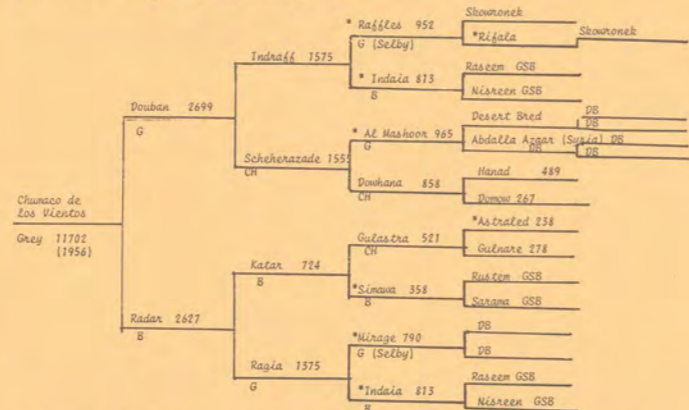 Skowronek
* Raffles 952
G (Selby)
*Rifala
Skowronek
Indraff 1575
* Indaia 813
B
Raseem GSB
Nisreen GSB
Douban 2699
G
* Al Mashoor 965
G
Desert Bred
DB
DB
Abdalla Azgar (Syria) DB
DB
DB
Scheherazade 1555
CH
Dowhana 858
CH
Hanad 489
Domow 267
Chumaco de
los Vientos
Grey 11702
(1956)
Gulastra 521
CH
*Astraled 238
Gulnare 278
Katar 724
B
*Simawa 358
B
Rustem GSB
Sarama GSB
Radar 2627
B
*Mirage 790
G (Selby)
DB
DB
Ragia 1375
G
*Indaia 813
B
Raseem GSB
Nisreen GSB